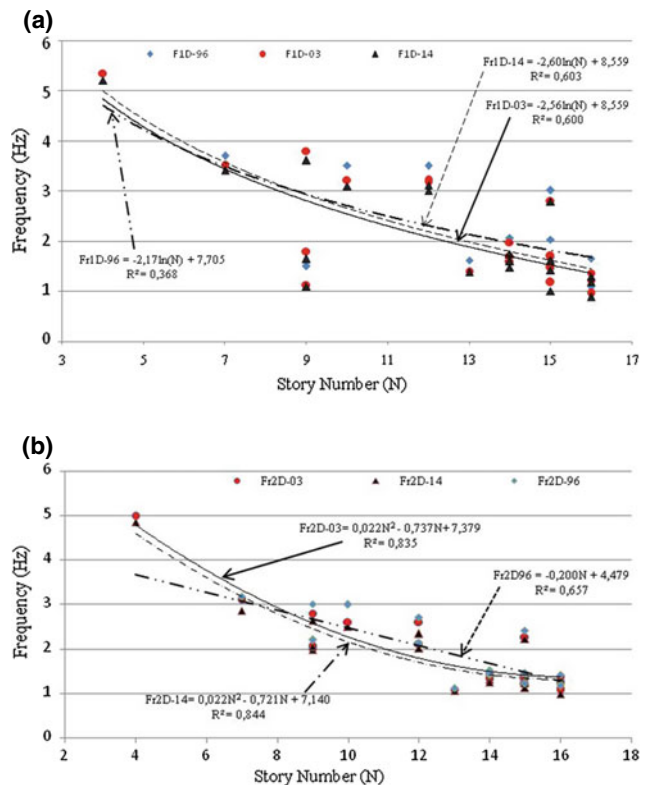 (a)
F1D-96
F1D-03
F1D-14
Fr1D-14 = -2,60ln(N) + 8,559
R² = 0,603
Fr1D-03= -2,56ln(N) + 8,559
R² = 0,600
Fr1D-96 = -2,17ln(N) + 7,705
R² = 0,368
Frequency (Hz)
6
5
4
3
2
1
0
3
5
7
9
11
13
15
17
Story Number (N)
(b)
Fr2D-03
Fr2D-14
Fr2D-96
Fr2D-03= 0,022N² - 0,737N+ 7,379
R² = 0,835
Fr2D96 = -0,200N + 4,479
R² = 0,657
Fr2D-14= 0,022N² - 0,721N + 7,140
R² = 0,844
Frequency (Hz)
6
5
4
3
2
1
0
2
4
6
8
10
12
14
16
18
Story Number (N)